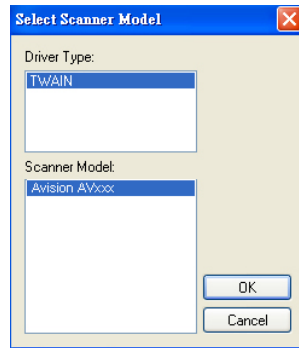 Select Scanner Model
Driver Type:
TWAIN
Scanner Model:
Avision AVxxx
OK
Cancel